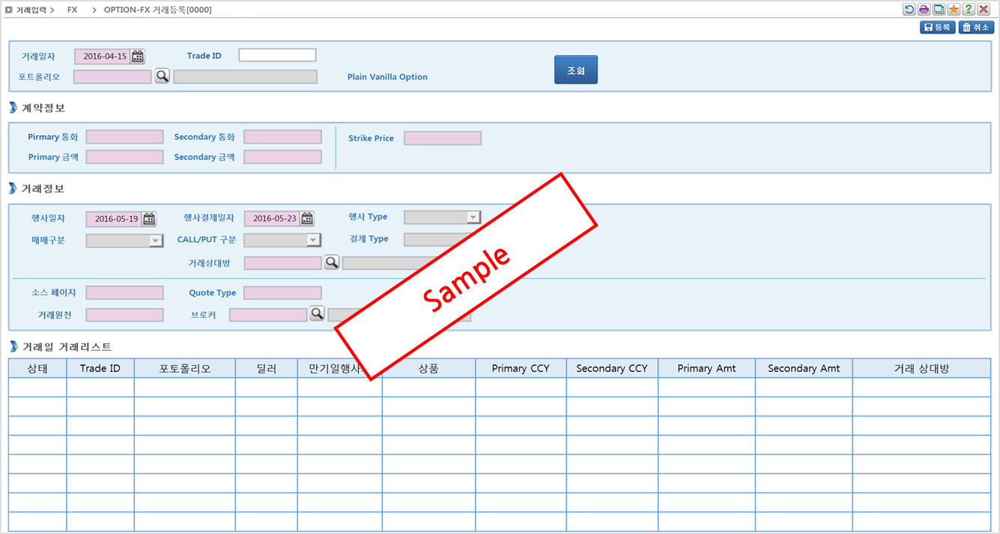 거래입력 > FX > OPTION-FX 거래등록[0000]
등록 취소
거래일자 2016-04-15 Trade ID
포트폴리오 Plain Vanilla Option 조회
계약정보
Pirmary 통화 Secondary 통화 Strike Price
Primary 금액 Secondary 금액
거래정보
행사일자 2016-05-19 행사결제일자 2016-05-23 행사 Type
매매구분 CALL/PUT 구분 결제 Type
거래상대방
Sample
소스 페이지 Quote Type
거래원천 브로커
거래일 거래리스트
상태 Trade ID 포토폴리오 딜러 만기일행사 상품 Primary CCY Secondary CCY Primary Amt Secondary Amt 거래 상대방